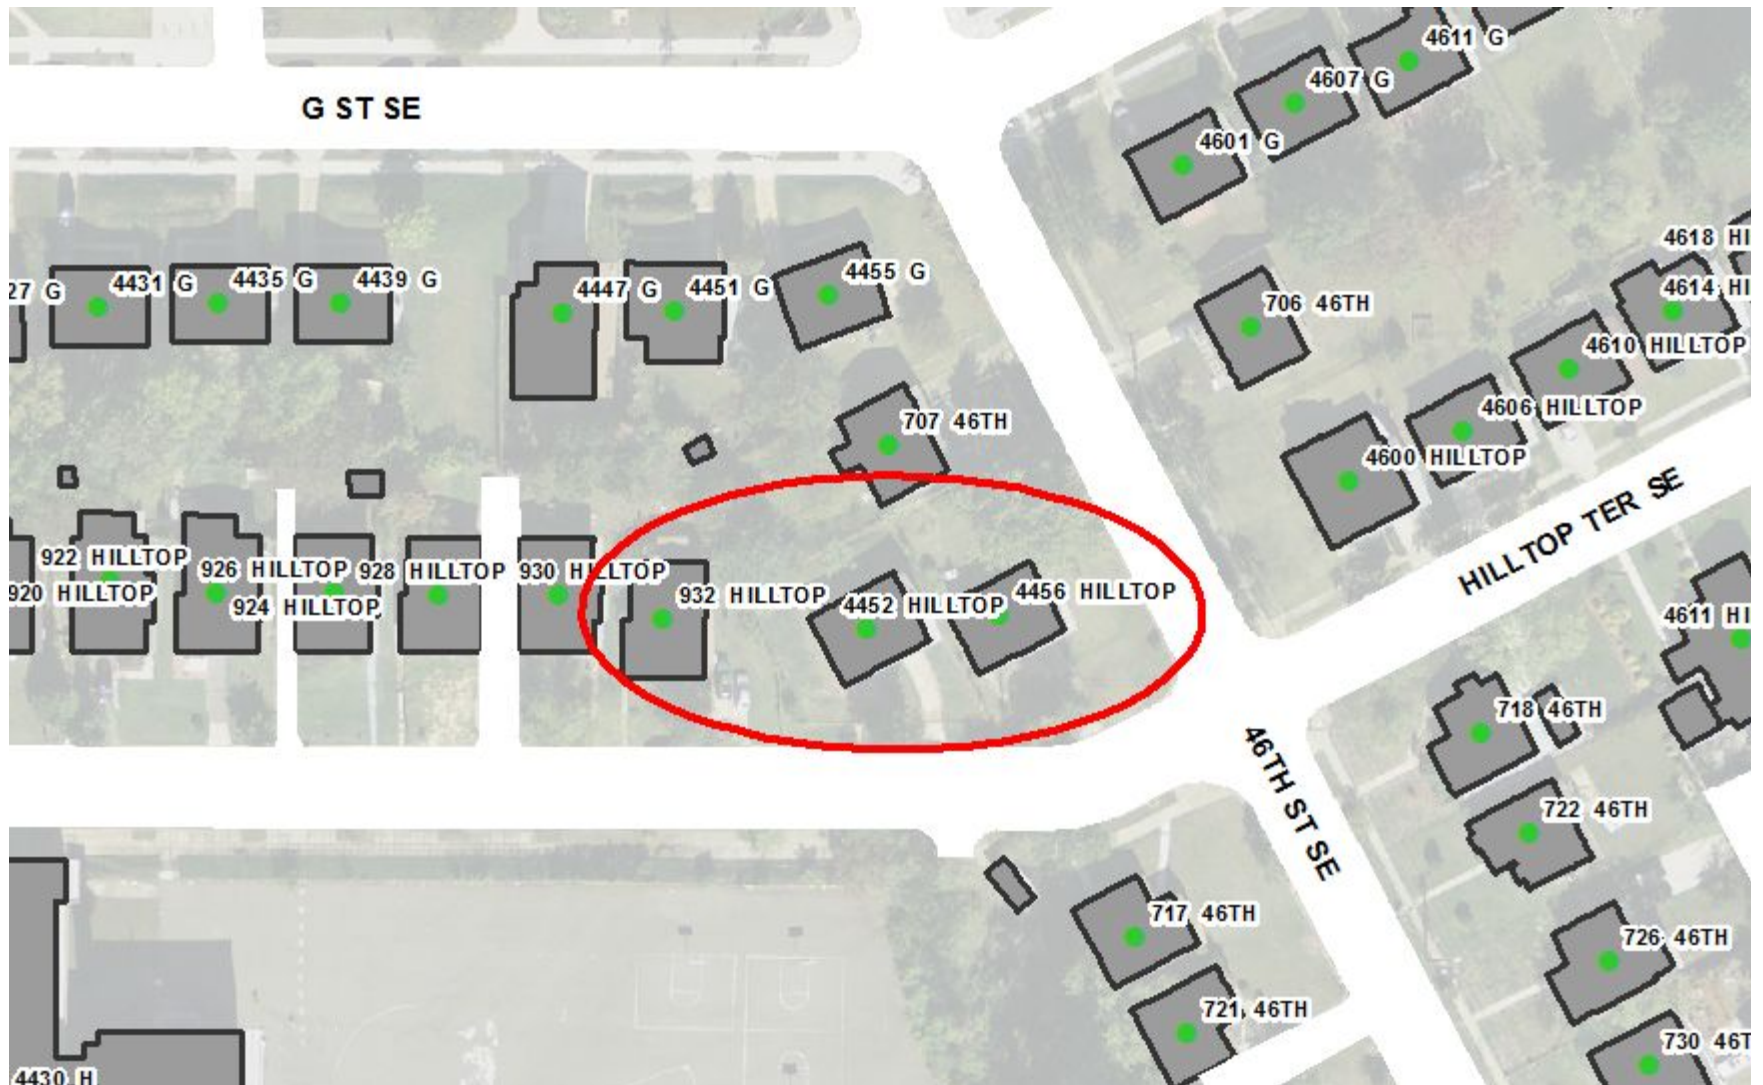 4611 G
4607 G
G ST SE
4601 G
4618 HI
4455 G
27 G
4431 G
4435 G
4439 G
4447 G
4451 G
4614 HI
706 46TH
4610 HILLTOP
4606 HILLTOP
707 46TH
4600 HILLTOP
HILLTOP TER SE
922 HILLTOP
926 HILLTOP
928 HILLTOP
930 HILLTOP
920 HILLTOP
924 HILLTOP
932 HILLTOP
4452 HILLTOP
4456 HILLTOP
4611 HI
718 46TH
46TH ST SE
722 46TH
717 46TH
726 46TH
721 46TH
730 46T
4430 H